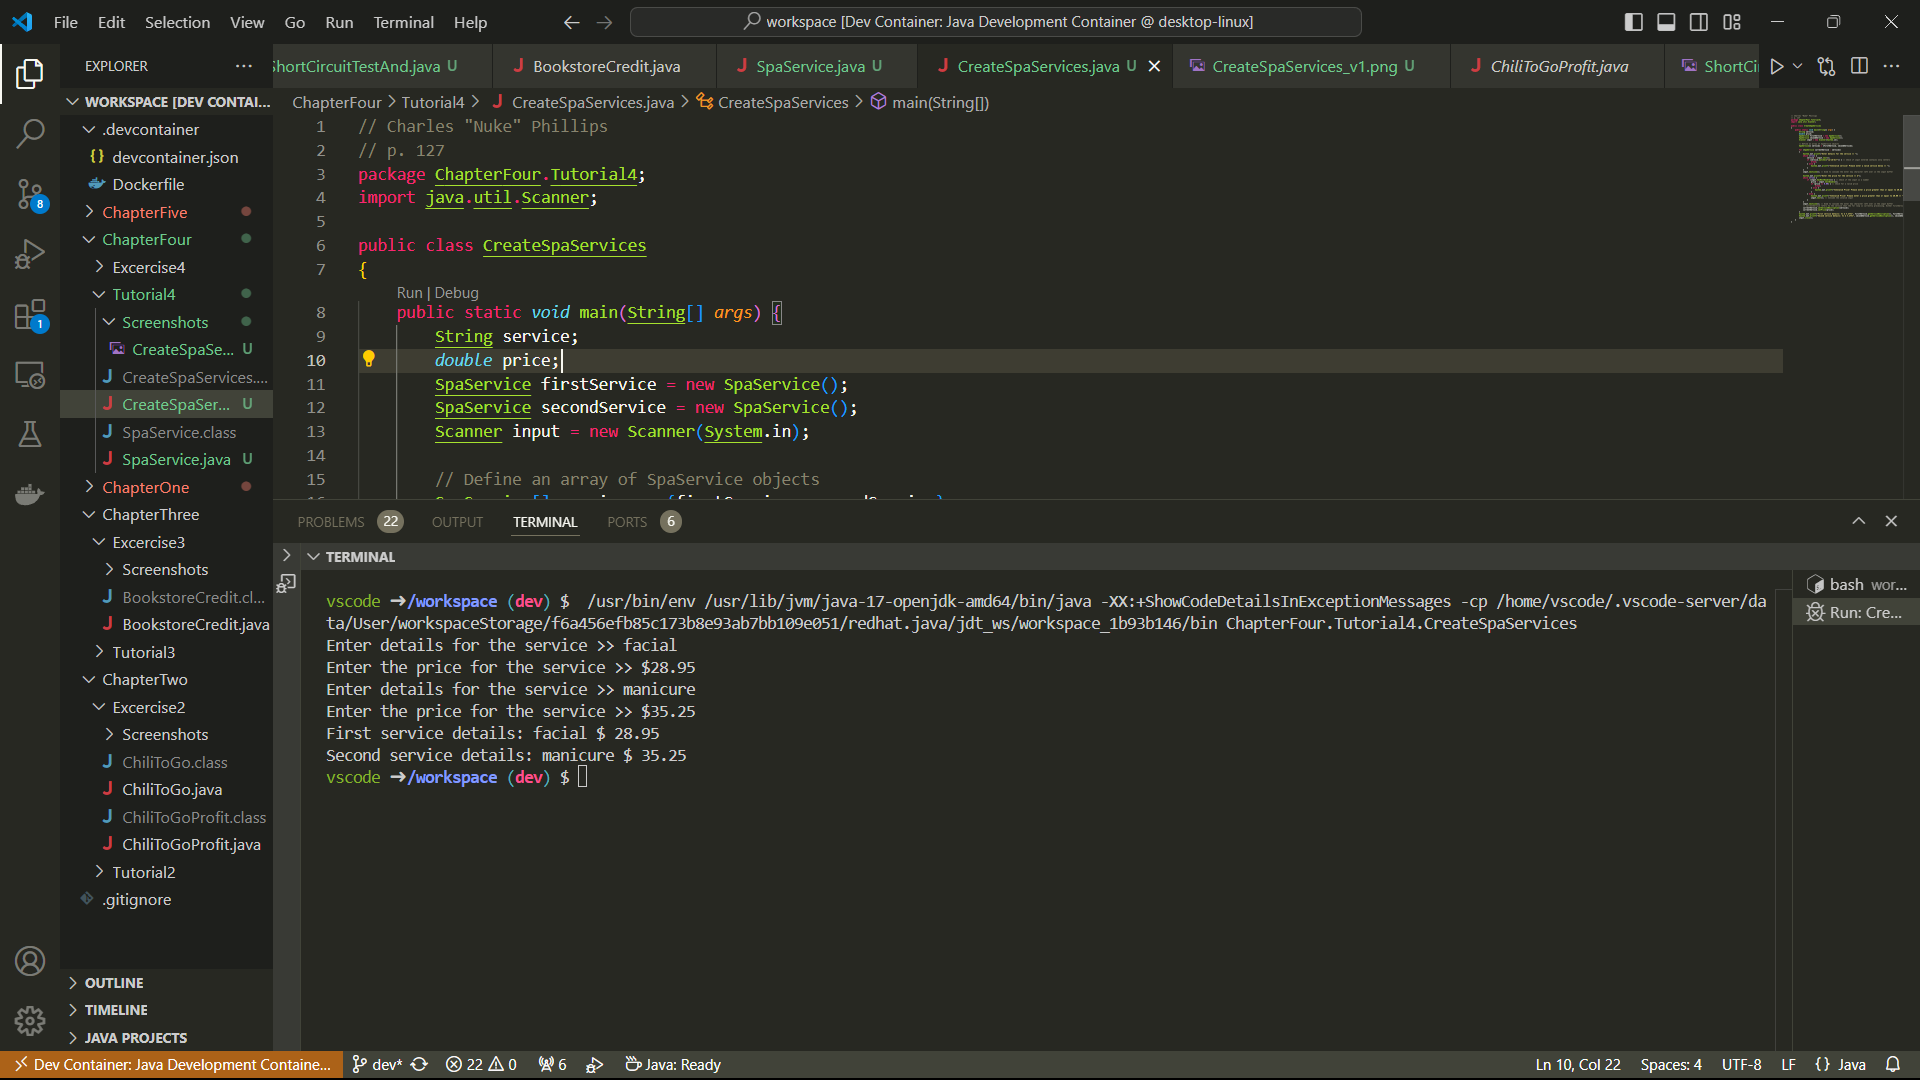 File Edit Selection View Go Run Terminal Help
workspace [Dev Container: Java Development Container @ desktop-linux]
EXPLORER
ShortCircuitTestAnd.java U
BookstoreCredit.java
SpaService.java U
CreateSpaServices.java U
CreateSpaServices_v1.png U
ChiliToGoProfit.java
ShortCi
WORKSPACE [DEV CONTAI...
.devcontainer
devcontainer.json
Dockerfile
ChapterFive
ChapterFour
Excercise4
Tutorial4
Screenshots
CreateSpaSe... U
CreateSpaServices....
CreateSpaSer... U
SpaService.class
SpaService.java U
ChapterOne
ChapterThree
Excercise3
Screenshots
BookstoreCredit.cl...
BookstoreCredit.java
Tutorial3
ChapterTwo
Excercise2
Screenshots
ChiliToGo.class
ChiliToGo.java
ChiliToGoProfit.class
ChiliToGoProfit.java
Tutorial2
.gitignore
OUTLINE
TIMELINE
JAVA PROJECTS
8
1
ChapterFour > Tutorial4 > CreateSpaServices.java > CreateSpaServices > main(String[])
1 // Charles "Nuke" Phillips
2 // p. 127
3 package ChapterFour.Tutorial4;
4 import java.util.Scanner;
5
6 public class CreateSpaServices
7 {
Run | Debug
8 public static void main(String[] args) {
9 String service;
10 double price;
11 SpaService firstService = new SpaService();
12 SpaService secondService = new SpaService();
13 Scanner input = new Scanner(System.in);
14
15 // Define an array of SpaService objects
PROBLEMS 22 OUTPUT TERMINAL PORTS 6
TERMINAL
vscode ➜/workspace (dev) $ /usr/bin/env /usr/lib/jvm/java-17-openjdk-amd64/bin/java -XX:+ShowCodeDetailsInExceptionMessages -cp /home/vscode/.vscode-server/da
ta/User/workspaceStorage/f6a456efb85c173b8e93ab7bb109e051/redhat.java/jdt_ws/workspace_1b93b146/bin ChapterFour.Tutorial4.CreateSpaServices
Enter details for the service >> facial
Enter the price for the service >> $28.95
Enter details for the service >> manicure
Enter the price for the service >> $35.25
First service details: facial $ 28.95
Second service details: manicure $ 35.25
vscode ➜/workspace (dev) $
bash wor...
Run: Cre...
Dev Container: Java Development Containe... dev* 22 0 6 Java: Ready
Ln 10, Col 22 Spaces: 4 UTF-8 LF {} Java